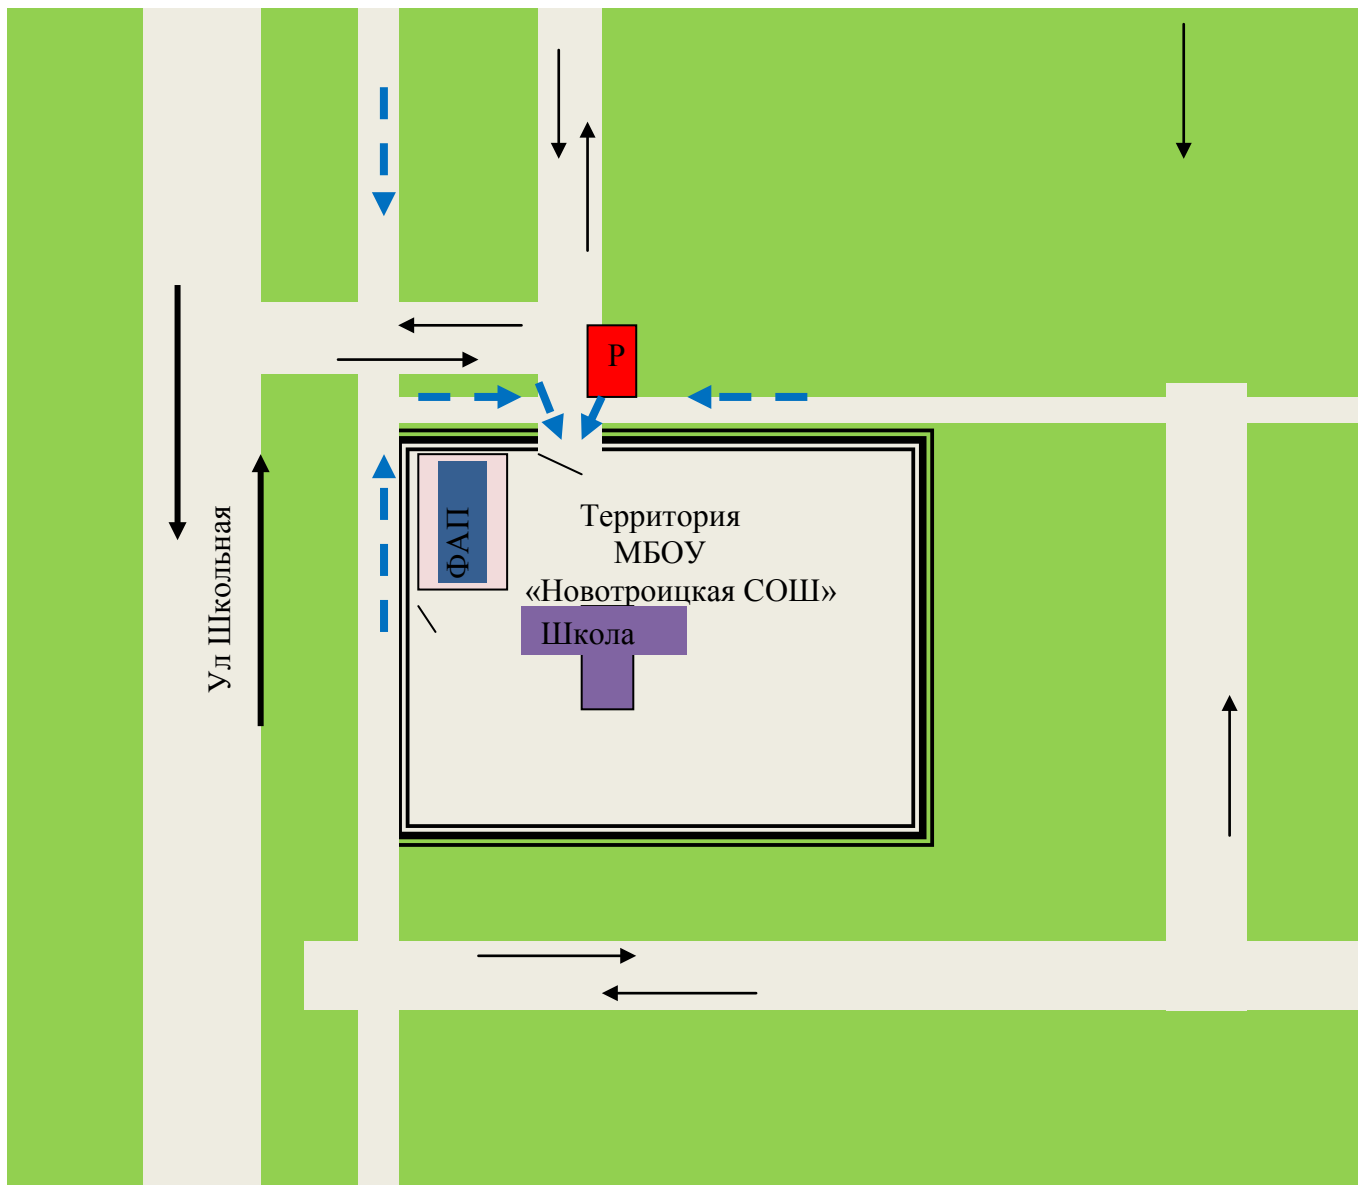 Р
Территория
МБОУ
«Новотроицкая СОШ»
ФАП
Школа
Ул Школьная